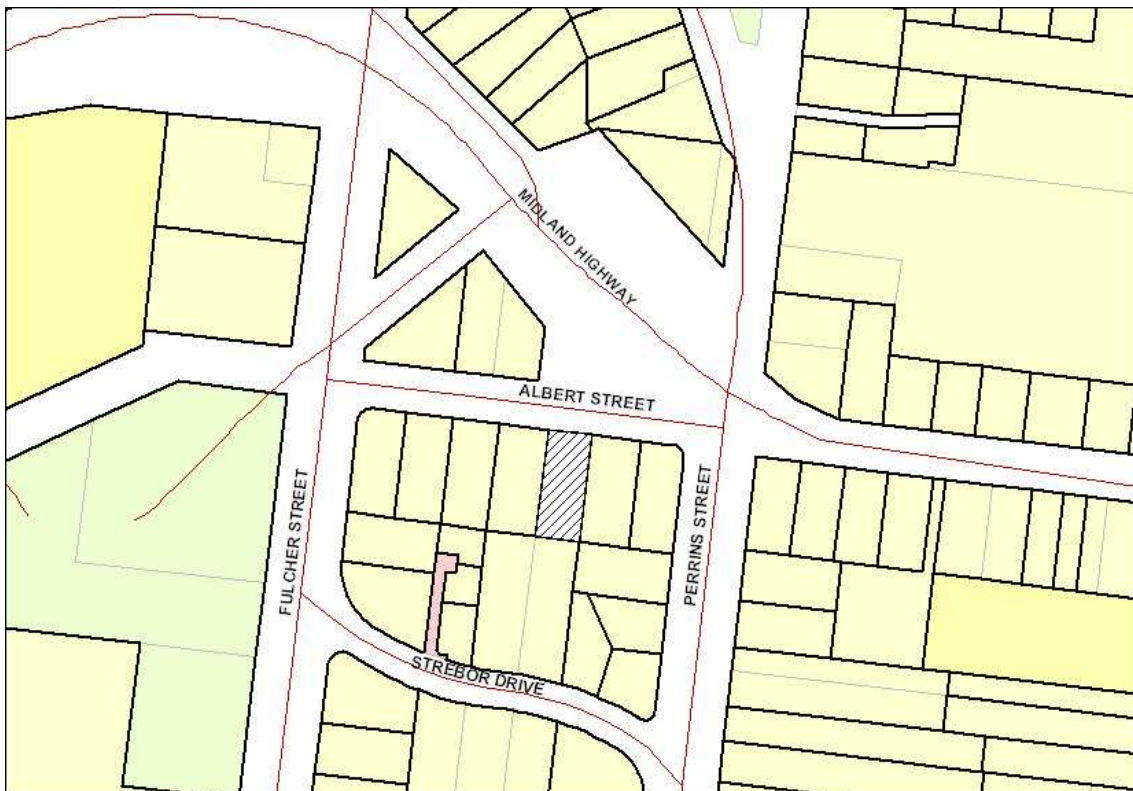 MIDLAND HIGHWAY
ALBERT STREET
FULCHER STREET
PERRINS STREET
STREBOR DRIVE